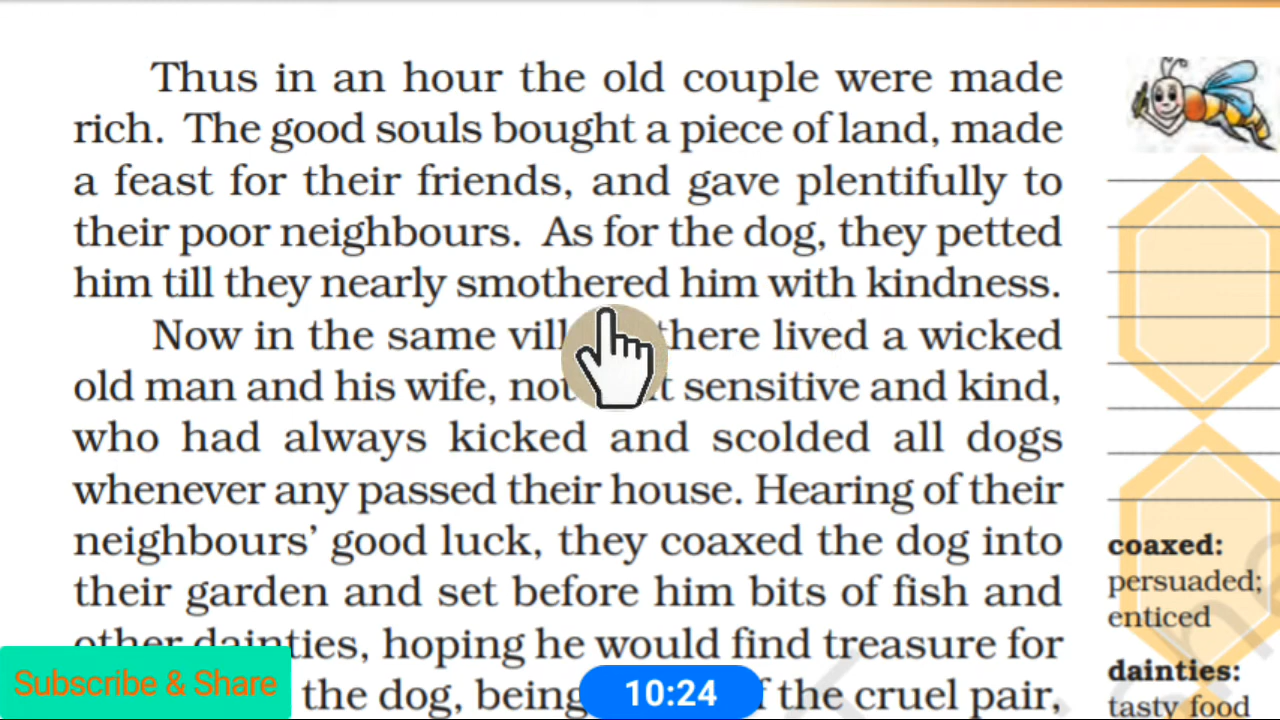 Thus in an hour the old couple were made
rich. The good souls bought a piece of land, made
a feast for their friends, and gave plentifully to
their poor neighbours. As for the dog, they petted
him till they nearly smothered him with kindness.
Now in the same there lived a wicked
old man and his wife, sensitive and kind,
who had always kicked and scolded all dogs
whenever any passed their house. Hearing of their
neighbours' good luck, they coaxed the dog into
their garden and set before him bits of fish and
other dainties, hoping he would find treasure for
the dog, being the cruel pair,
coaxed:
persuaded;
enticed
dainties:
tasty food
Subscribe & Share
10:24